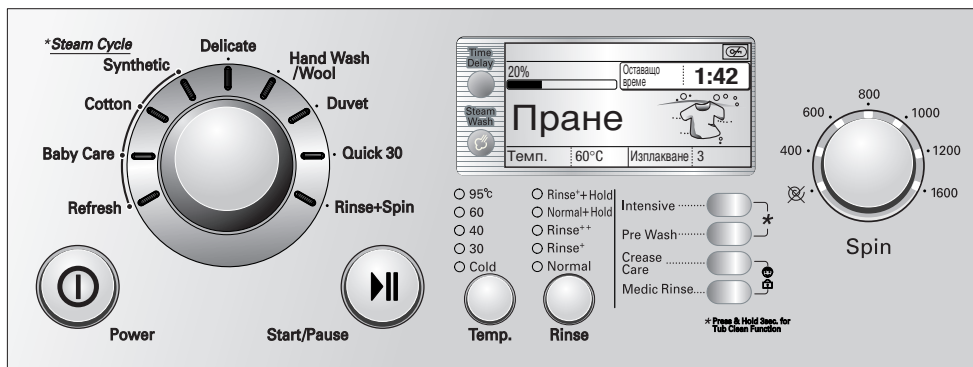 *Steam Cycle
Delicate
Synthetic
Hand Wash
/Wool
Cotton
Duvet
Baby Care
Quick 30
Refresh
Rinse+Spin
Power
Start/Pause
Time
Delay
20%
Оставащо
време
1:42
Steam
Wash
Пране
Темп.
60°C
Изплакване
3
95°c
60
40
30
Cold
Temp.
Rinse⁺+Hold
Normal+Hold
Rinse⁺⁺
Rinse⁺
Normal
Rinse
Intensive
Pre Wash
Crease
Care
Medic Rinse
*
* Press & Hold 3sec. for
Tub Clean Function
400
600
800
1000
1200
1600
Spin